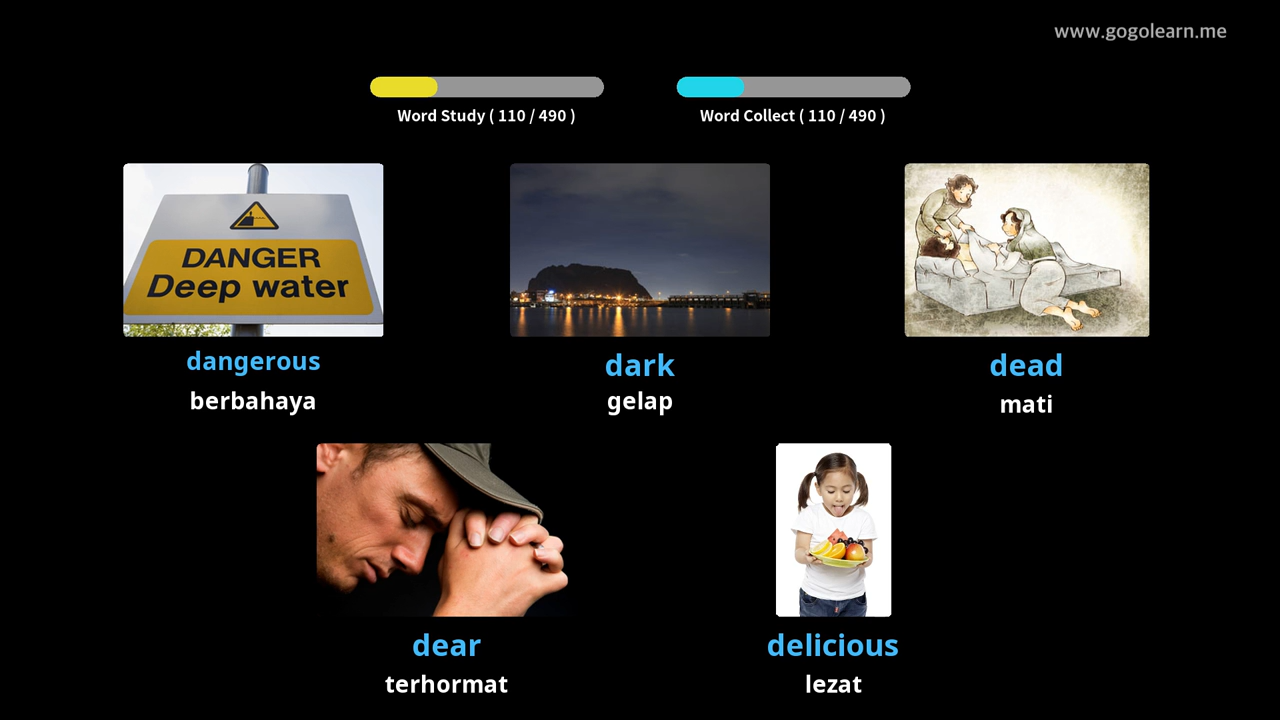 www.gogolearn.me
Word Study ( 110 / 490 )
Word Collect ( 110 / 490 )
DANGER
Deep water
dangerous
berbahaya
dark
gelap
dead
mati
dear
terhormat
delicious
lezat